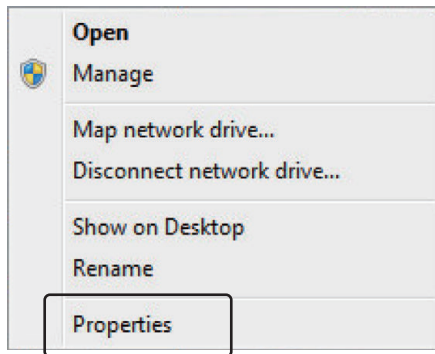 Open
Manage
Map network drive...
Disconnect network drive...
Show on Desktop
Rename
Properties